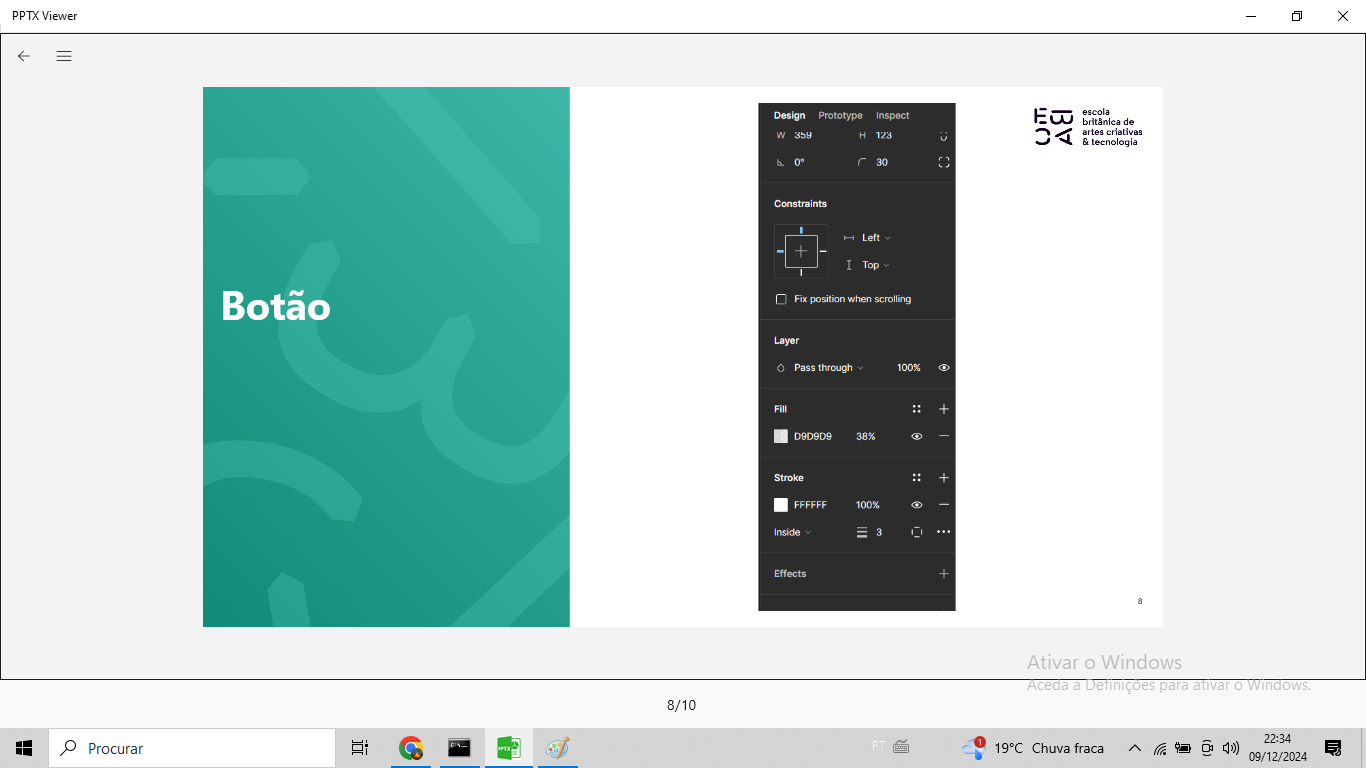 PPTX Viewer
Botão
Design Prototype Inspect
W 359 H 123
0° 30
Constraints
Left
Top
Fix position when scrolling
Layer
Pass through 100%
Fill
D9D9D9 38%
Stroke
FFFFFF 100%
Inside 3
Effects
EBAC
escola
britânica de
artes criativas
& tecnologia
8
Ativar o Windows
Aceda a Definições para ativar o Windows.
8/10
Procurar
PPTX
PT
1
19°C Chuva fraca
22:34
09/12/2024